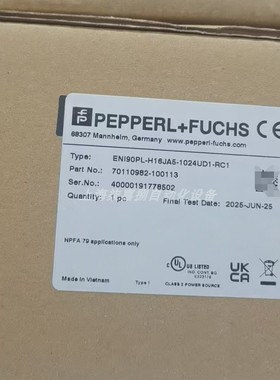 PEPPERL+FUCHS CE
68307 Mannheim, Germany
www.pepperl-fuchs.com
Type: ENI90PL-H16JA5-1024UD1-RC1
Part No.: 70110982-100113
Ser.No.: 40000191778502
Quantity: 1 pc
Final Test Date: 2025-JUN-25
NPFA 79 applications only
UL US LISTED
UK
CA
Made in Vietnam
Type 1
CLASS 2 POWER SOURCE